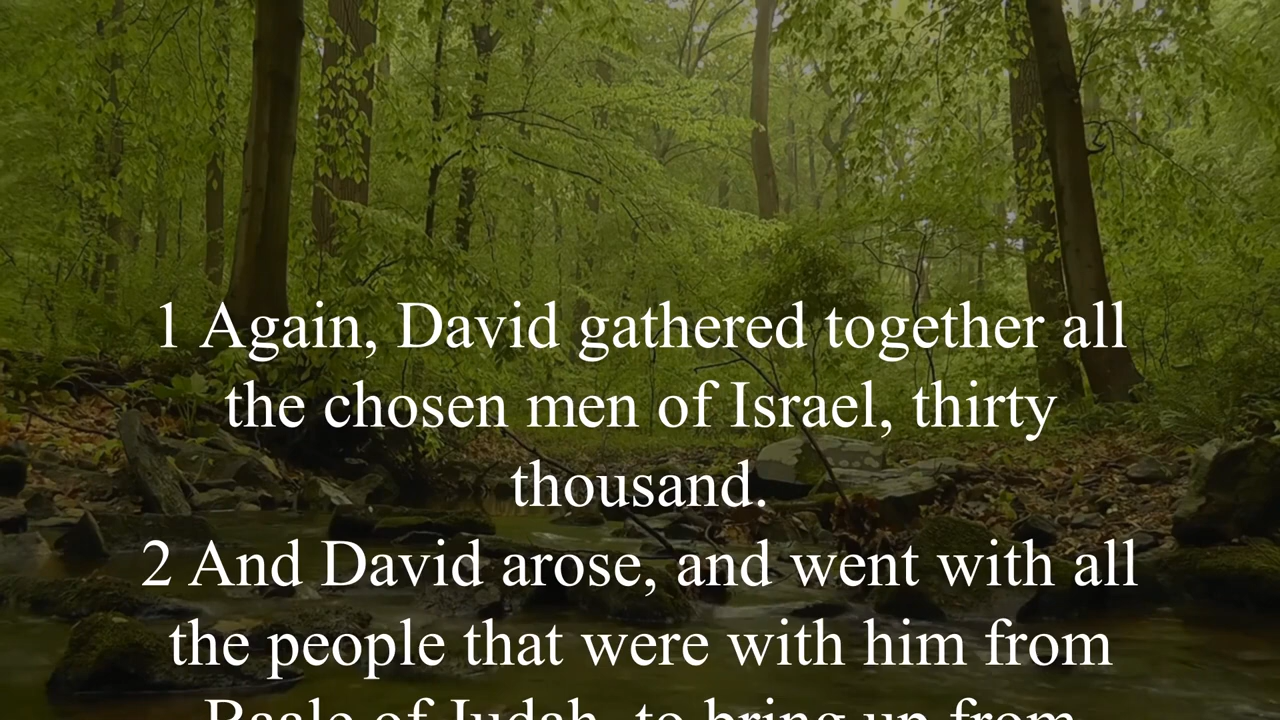 1 Again, David gathered together all
the chosen men of Israel, thirty
thousand.
2 And David arose, and went with all
the people that were with him from
Baale of Judah, to bring up from